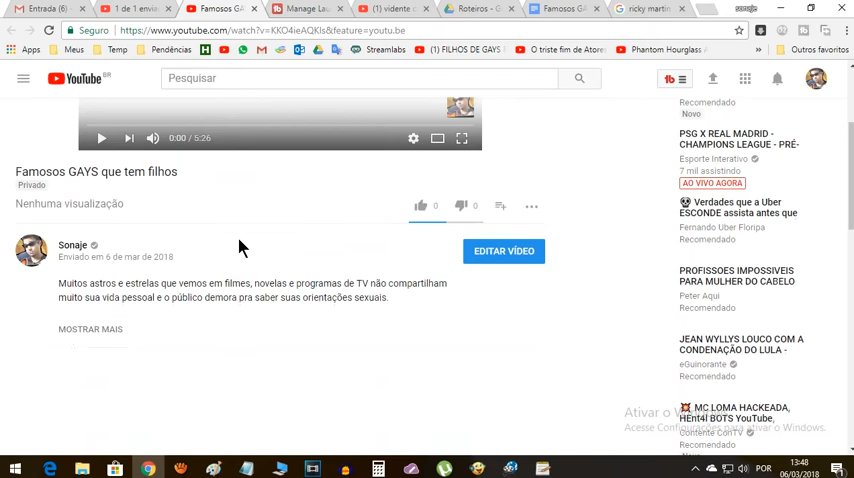 Entrada (4)
1 de 1 enviad
Famosos GA
Manage Lau
(1) vidente c
Roteiros - G
Famosos GA
ricky martin
sonaje
Seguro
https://www.youtube.com/watch?v=KKO4ieAQKls&feature=youtu.be
Apps
Meus
Temp
Pendências
Streamlabs
(1) FILHOS DE GAYS
O triste fim de Atore
Phantom Hourglass
Outros favoritos
YouTube BR
Pesquisar
0:00 / 5:26
Famosos GAYS que tem filhos
Privado
Nenhuma visualização
0
0
Sonaje
Enviado em 6 de mar de 2018
EDITAR VÍDEO
Muitos astros e estrelas que vemos em filmes, novelas e programas de TV não compartilham
muito sua vida pessoal e o público demora pra saber suas orientações sexuais.
MOSTRAR MAIS
Recomendado
Novo
PSG X REAL MADRID -
CHAMPIONS LEAGUE - PRÉ-
Esporte Interativo
7 mil assistindo
AO VIVO AGORA
Verdades que a Uber
ESCONDE assista antes que
Fernando Uber Floripa
Recomendado
PROFISSOES IMPOSSIVEIS
PARA MULHER DO CABELO
Peter Aqui
Recomendado
JEAN WYLLYS LOUCO COM A
CONDENAÇÃO DO LULA -
eGuinorante
Recomendado
MC LOMA HACKEADA,
HEnt4I BOTS YouTube,
Contente ConTV
Recomendado
Ativar o Windows
Acesse Configurações para ativar o Windows.
POR
13:48
06/03/2018